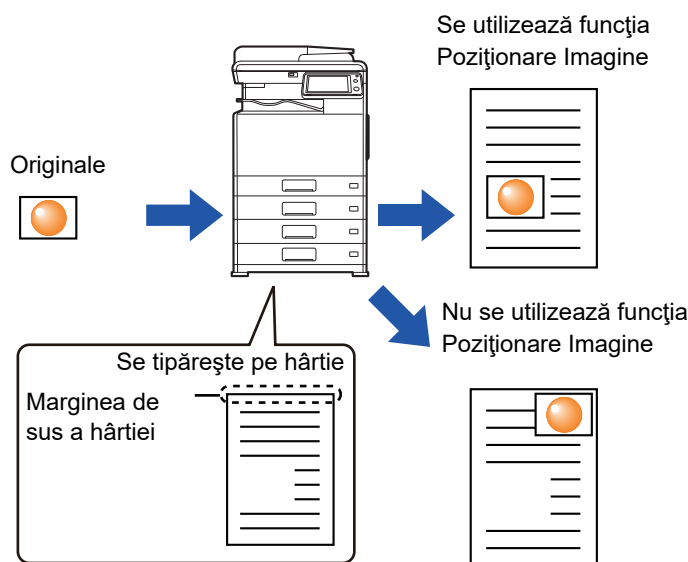 Se utilizează funcţia
Poziţionare Imagine
Originale
Nu se utilizează funcţia
Poziţionare Imagine
Se tipăreşte pe hârtie
Marginea de
sus a hârtiei